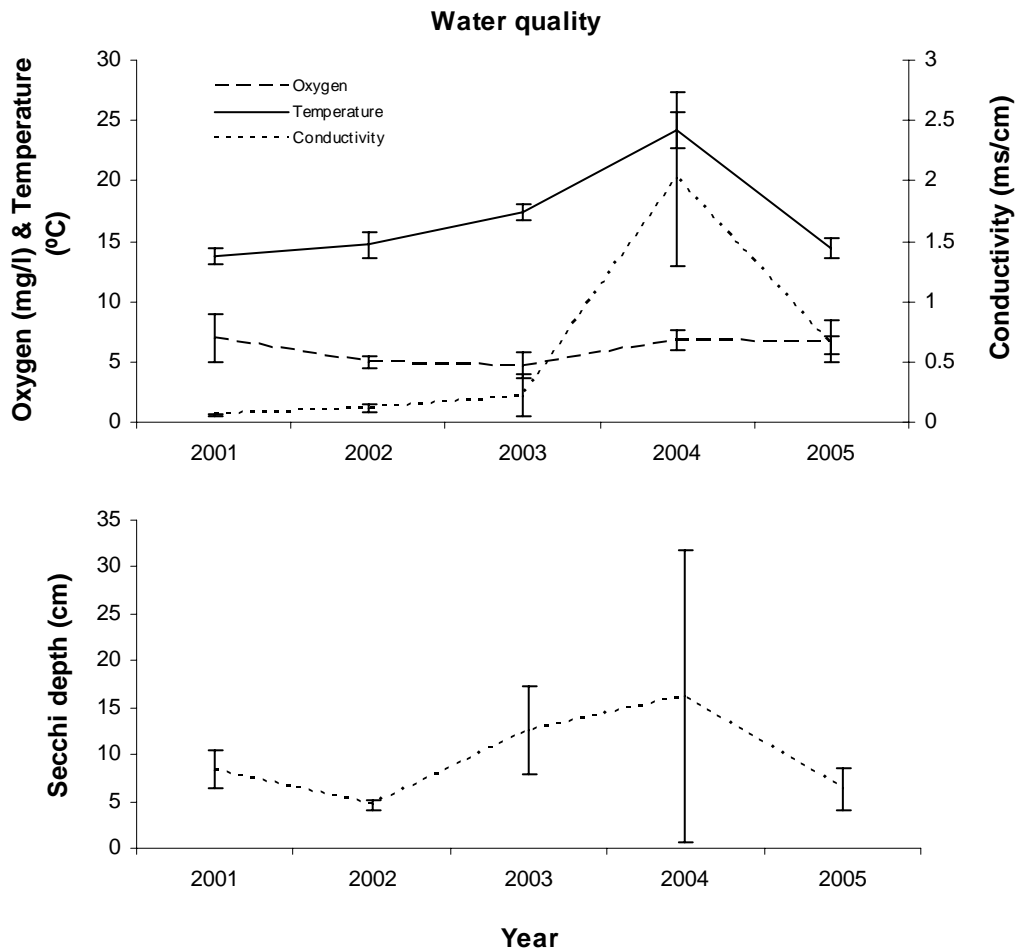 Water quality
Oxygen (mg/l) & Temperature
(ºC)
30
25
20
15
10
5
0
Oxygen
Temperature
Conductivity
3
2.5
2
1.5
1
0.5
0
Conductivity (ms/cm)
2001 2002 2003 2004 2005
Secchi depth (cm)
35
30
25
20
15
10
5
0
2001 2002 2003 2004 2005
Year